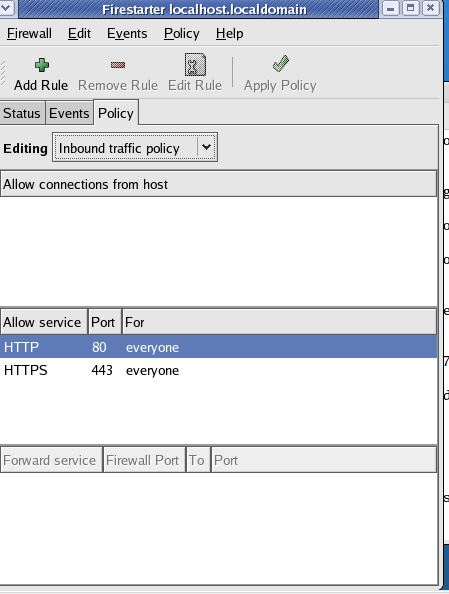 Firestarter localhost.localdomain
Firewall Edit Events Policy Help
Add Rule Remove Rule Edit Rule Apply Policy
Status Events Policy
Editing Inbound traffic policy
Allow connections from host
Allow service Port For
HTTP 80 everyone
HTTPS 443 everyone
Forward service Firewall Port To Port